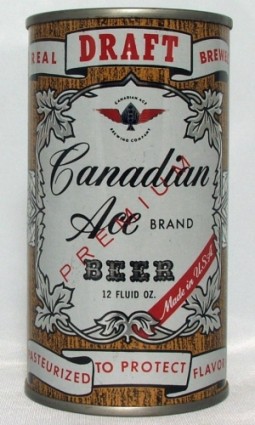 REAL DRAFT BREWED
CANADIAN ACE
BREWING COMPANY
Canadian
Ace BRAND
PREMIUM
BEER
12 FLUID OZ.
Made in U.S.A.
PASTEURIZED TO PROTECT FLAVOR